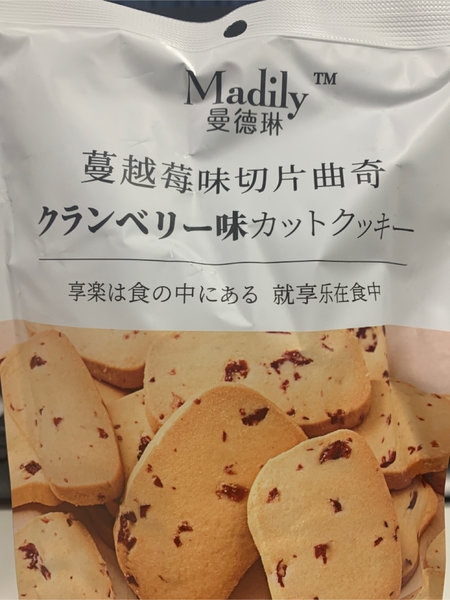 Madily™
曼德琳
蔓越莓味切片曲奇
クランベリー味カットクッキー
享楽は食の中にある 就享乐在食中